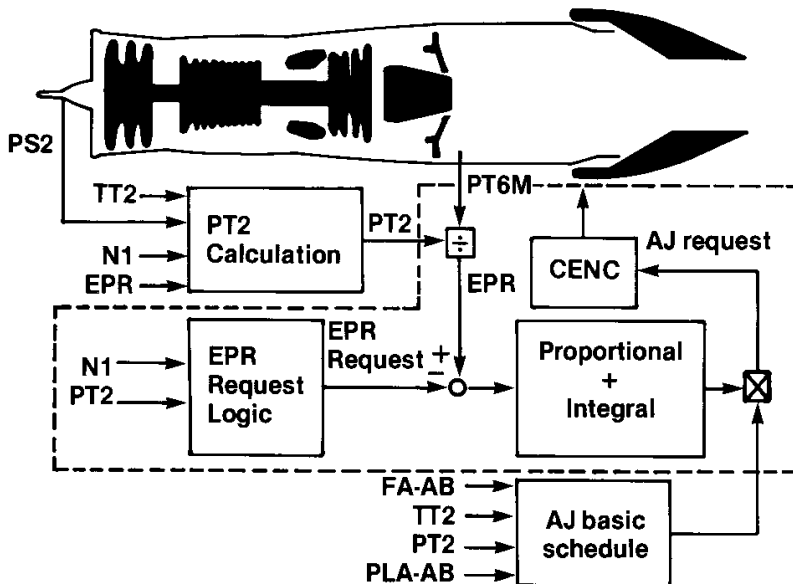 PS2
PT6M
TT2
PT2
Calculation
PT2
÷
AJ request
CENC
N1
EPR
EPR
EPR
Request
+
−
N1
PT2
EPR
Request
Logic
Proportional
+
Integral
FA-AB
TT2
PT2
PLA-AB
AJ basic
schedule